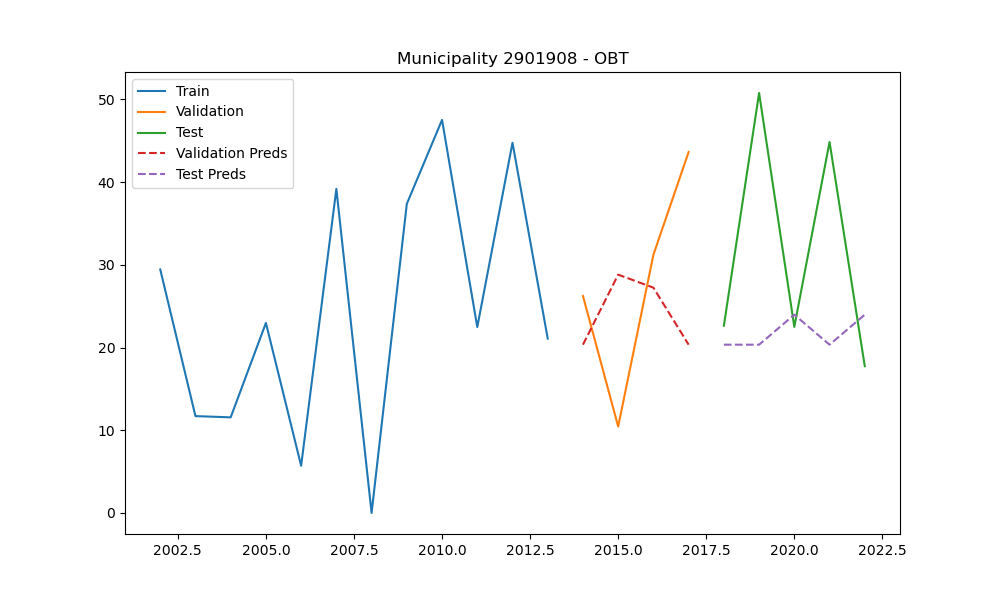 Municipality 2901908 - OBT
Train
Validation
Test
Validation Preds
Test Preds
50
40
30
20
10
0
2002.5 2005.0 2007.5 2010.0 2012.5 2015.0 2017.5 2020.0 2022.5